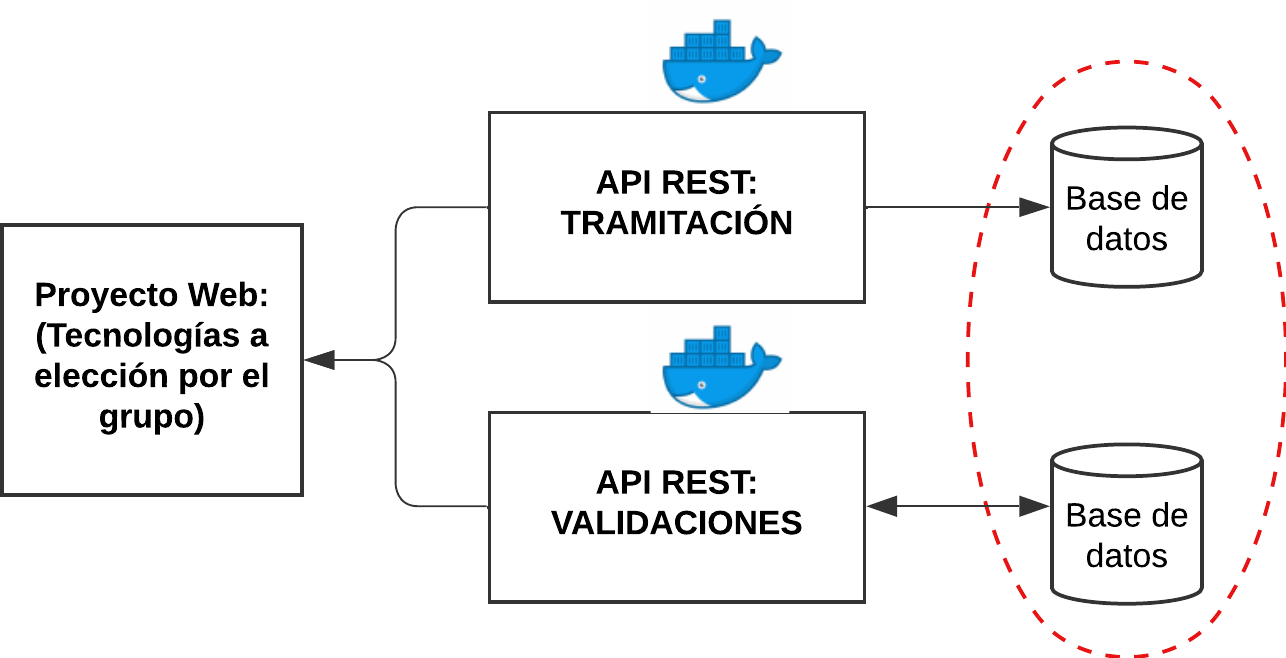 API REST:
TRAMITACIÓN
Base de
datos
Proyecto Web:
(Tecnologías a
elección por el
grupo)
API REST:
VALIDACIONES
Base de
datos